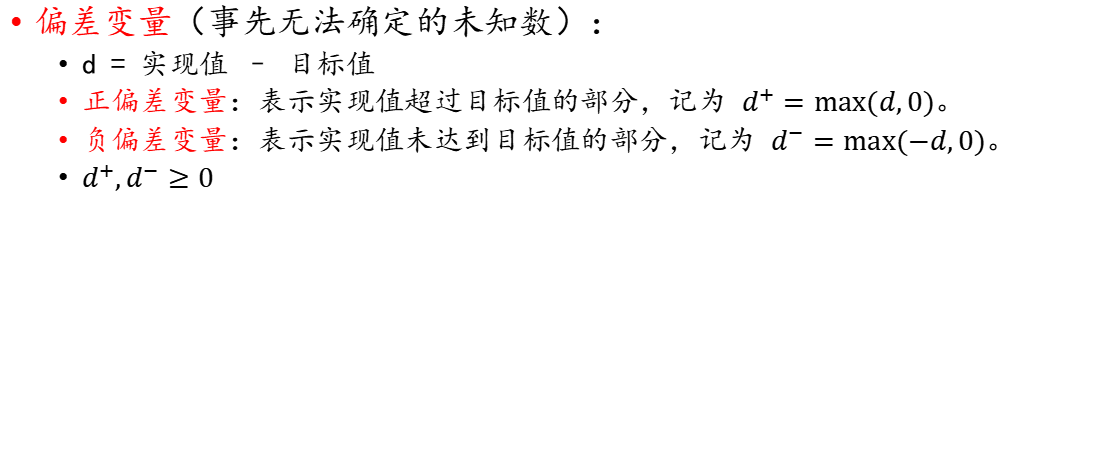 • 偏差变量（事先无法确定的未知数）：
• d = 实现值 – 目标值
• 正偏差变量：表示实现值超过目标值的部分，记为 d⁺ = max(d, 0)。
• 负偏差变量：表示实现值未达到目标值的部分，记为 d⁻ = max(−d, 0)。
• d⁺, d⁻ ≥ 0